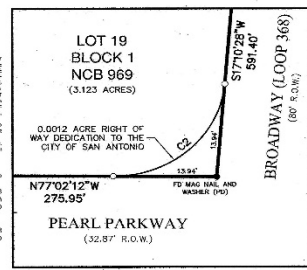 LOT 19
BLOCK 1
NCB 969
(3.123 ACRES)
S17°10'28"W
591.40'
BROADWAY (LOOP 368)
(80' R.O.W.)
0.0012 ACRE RIGHT OF
WAY DEDICATION TO THE
CITY OF SAN ANTONIO
C2
13.94'
13.94'
N77°02'12"W
275.95'
FD MAG NAIL AND
WASHER (PD)
PEARL PARKWAY
(32.87' R.O.W.)